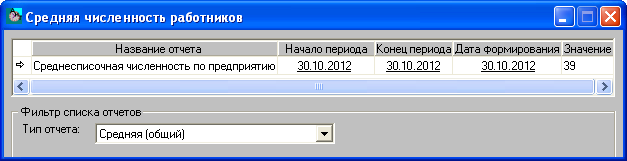 Средняя численность работников
Название отчета Начало периода Конец периода Дата формирования Значение
Среднесписочная численность по предприятию 30.10.2012 30.10.2012 30.10.2012 39
Фильтр списка отчетов
Тип отчета: Средняя (общий)